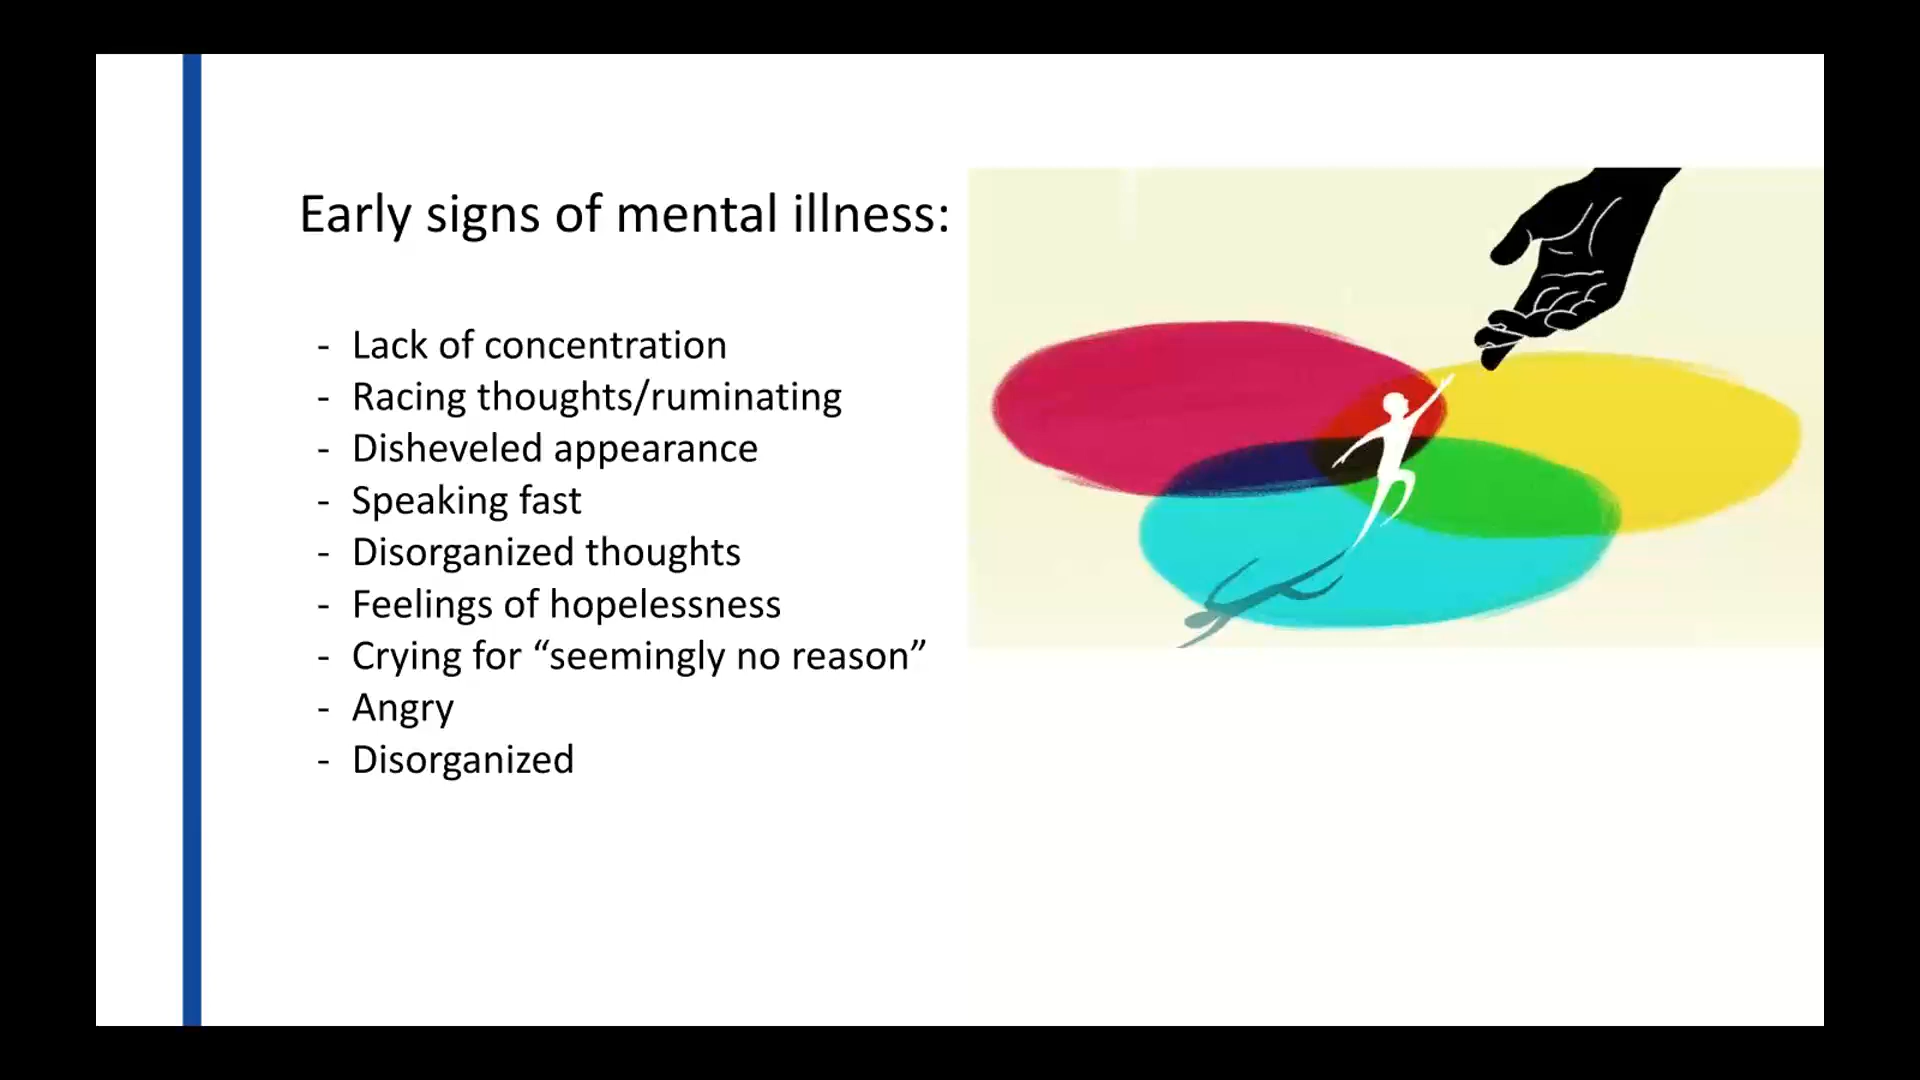 Early signs of mental illness:
- Lack of concentration
- Racing thoughts/ruminating
- Disheveled appearance
- Speaking fast
- Disorganized thoughts
- Feelings of hopelessness
- Crying for “seemingly no reason”
- Angry
- Disorganized